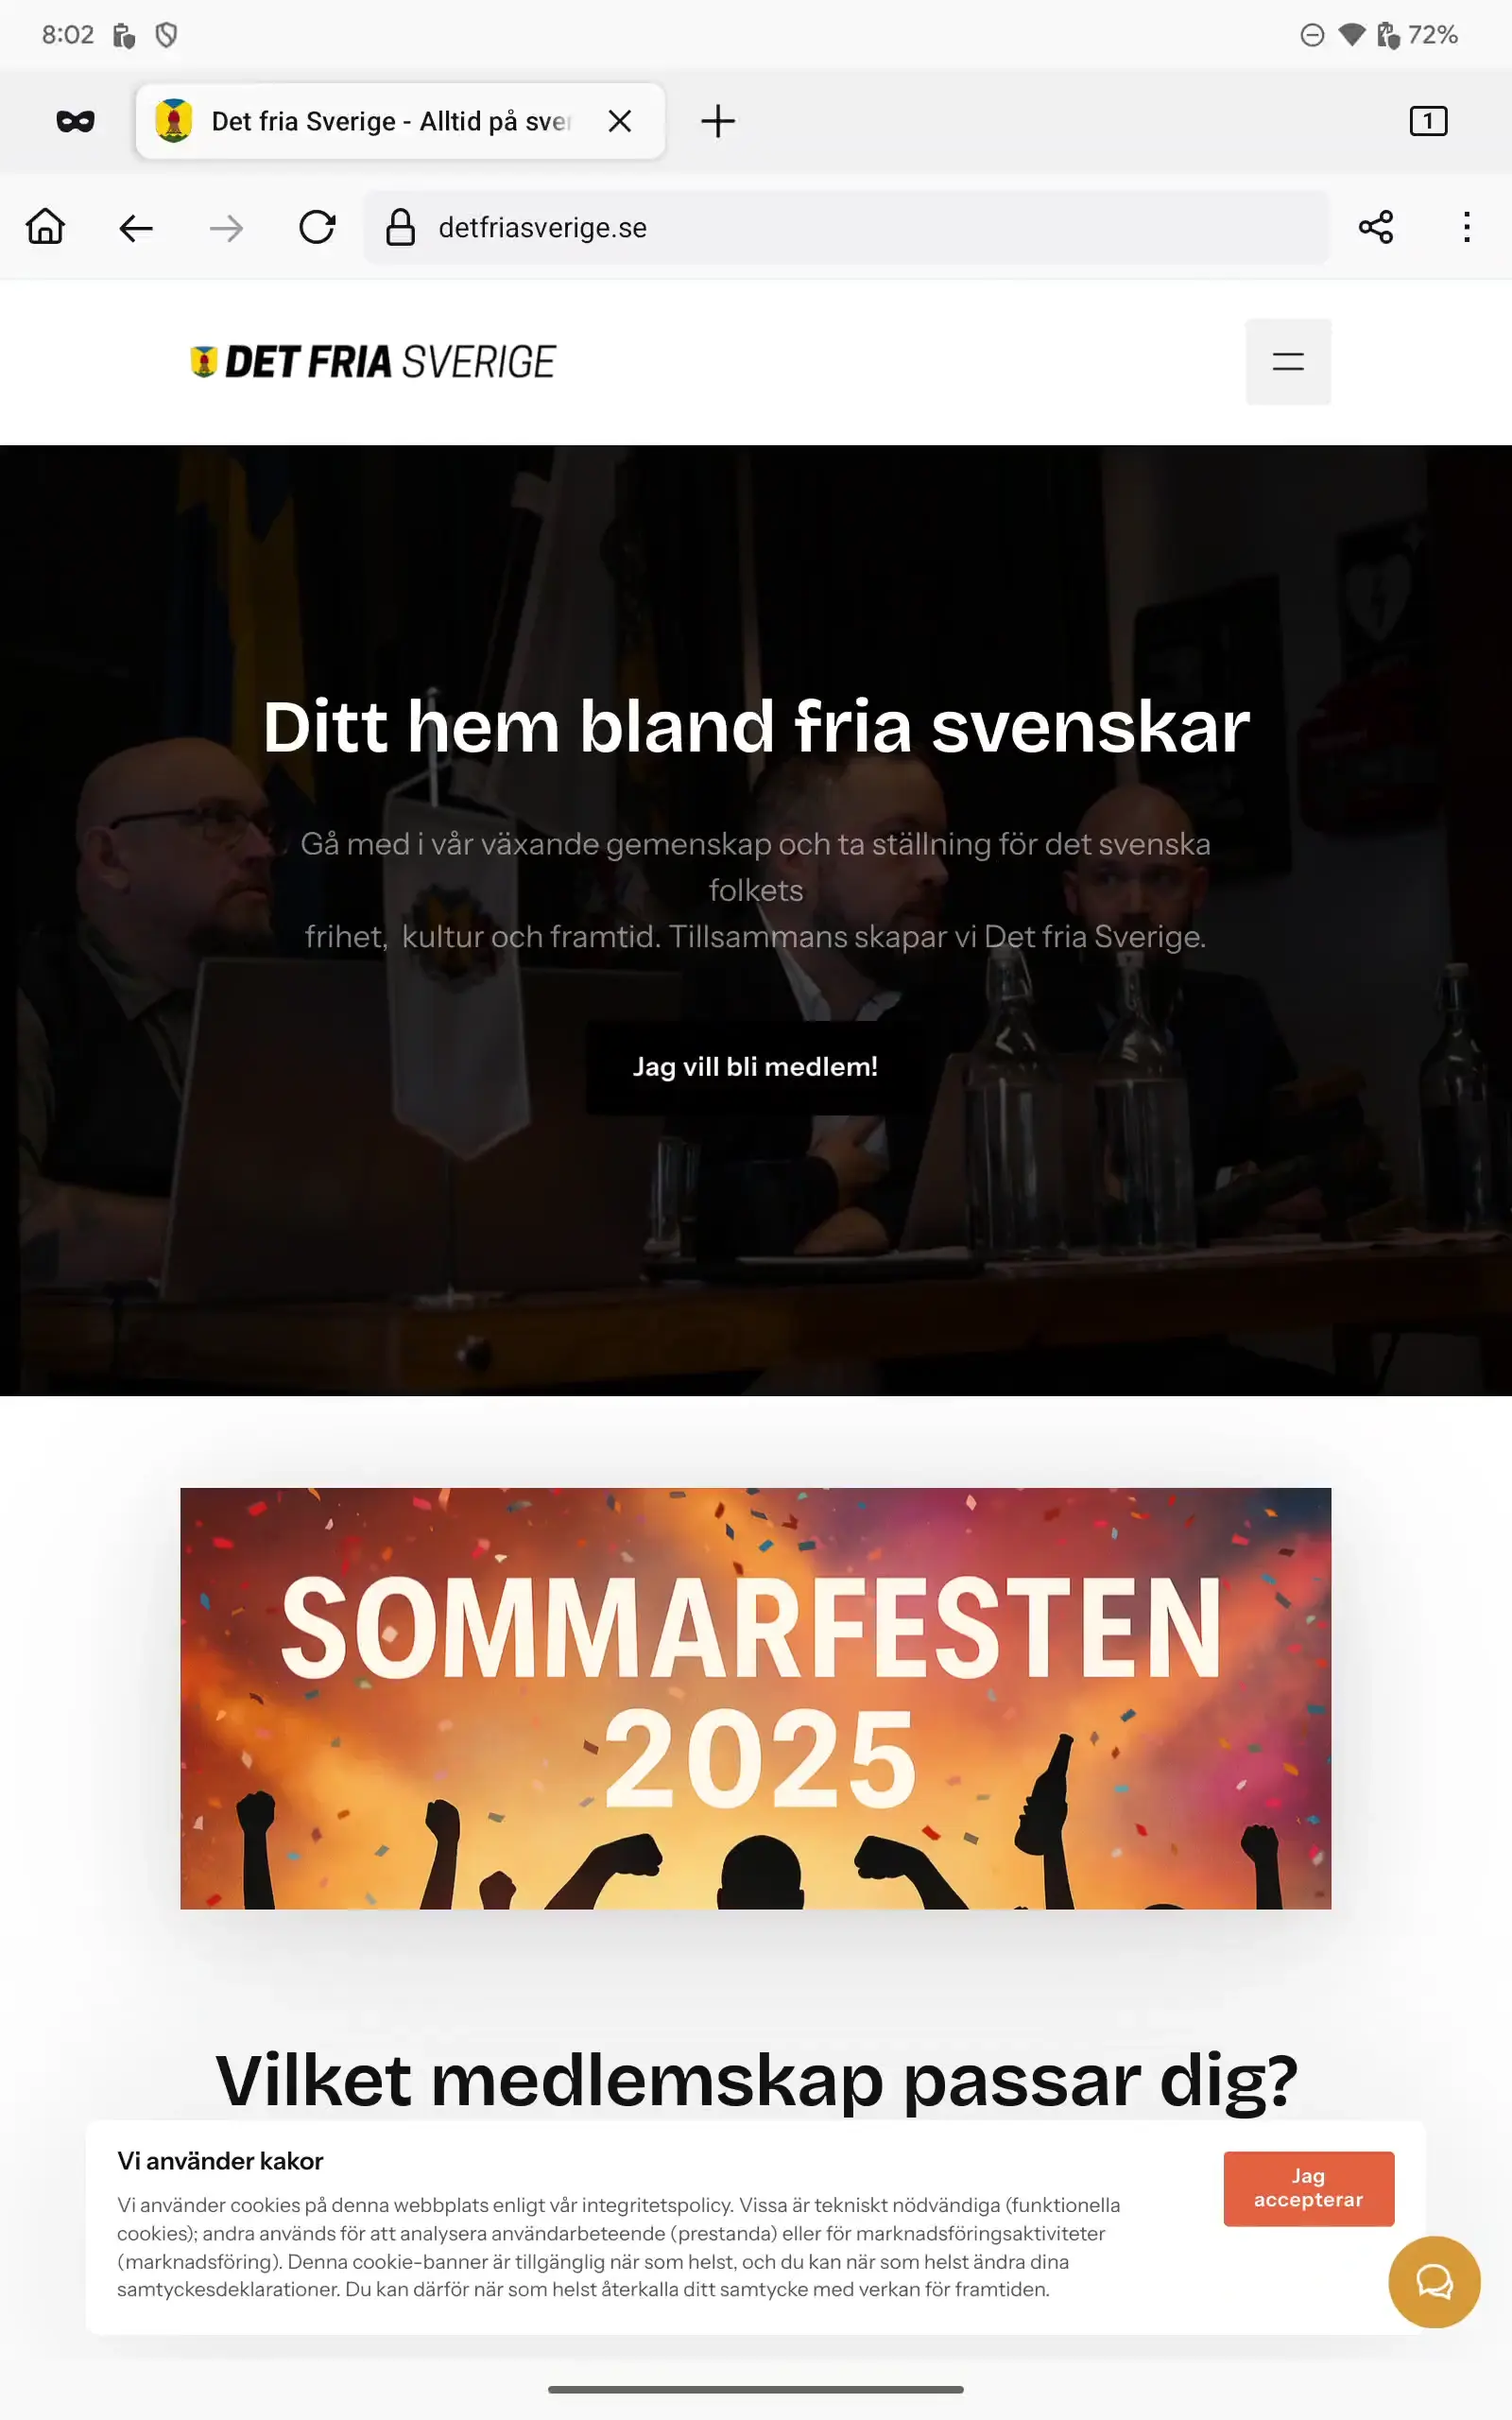 8:02
72%
Det fria Sverige - Alltid på sve
1
detfriasverige.se
DET FRIA SVERIGE
Ditt hem bland fria svenskar
Gå med i vår växande gemenskap och ta ställning för det svenska
folkets
frihet, kultur och framtid. Tillsammans skapar vi Det fria Sverige.
Jag vill bli medlem!
SOMMARFESTEN
2025
Vilket medlemskap passar dig?
Vi använder kakor
Vi använder cookies på denna webbplats enligt vår integritetspolicy. Vissa är tekniskt nödvändiga (funktionella
cookies); andra används för att analysera användarbeteende (prestanda) eller för marknadsföringsaktiviteter
(marknadsföring). Denna cookie-banner är tillgänglig när som helst, och du kan när som helst ändra dina
samtyckesdeklarationer. Du kan därför när som helst återkalla ditt samtycke med verkan för framtiden.
Jag
accepterar